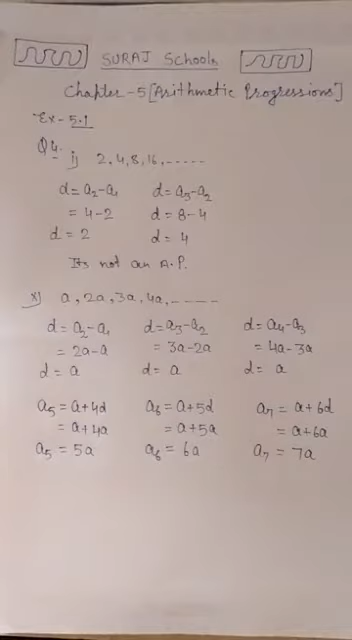 SURAJ Schools
Chapter-5 [Arithmetic Progressions]
Ex-5.1
Q4. i) 2, 4, 8, 16, -----
d = a₂-a₁ d = a₃-a₂
= 4-2 d = 8-4
d = 2 d = 4
Its not an A.P.
x) a, 2a, 3a, 4a, -----
d = a₂-a₁ d = a₃-a₂ d = a₄-a₃
= 2a-a = 3a-2a = 4a-3a
d = a d = a d = a
a₅ = a+4d a₆ = a+5d a₇ = a+6d
= a+4a = a+5a = a+6a
a₅ = 5a a₆ = 6a a₇ = 7a